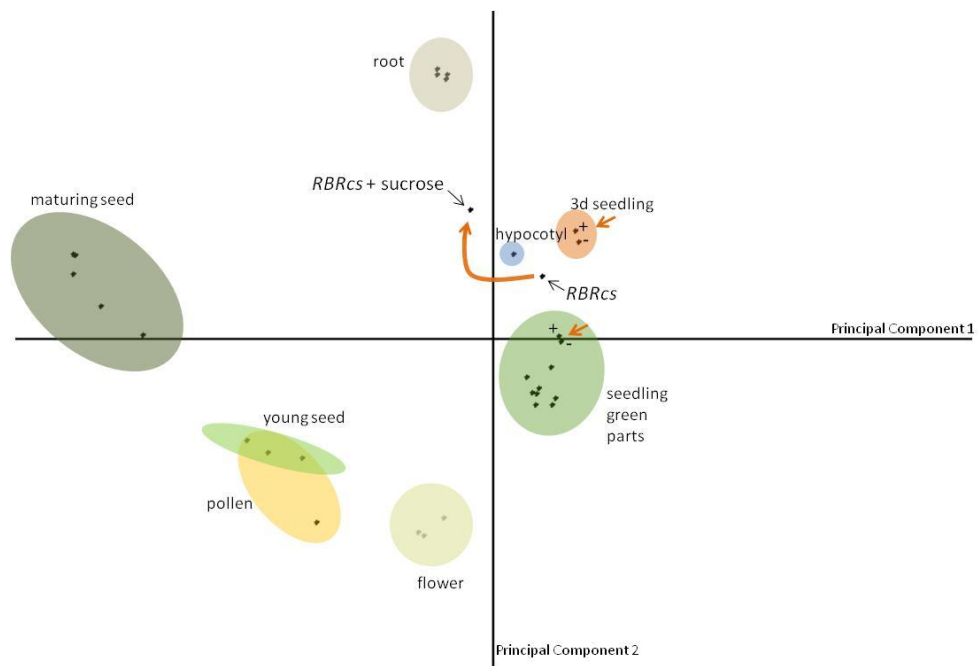 root
RBRcs + sucrose
maturing seed
3d seedling
+
-
hypocotyl
RBRcs
Principal Component 1
+
-
seedling
green
parts
young seed
pollen
flower
Principal Component 2